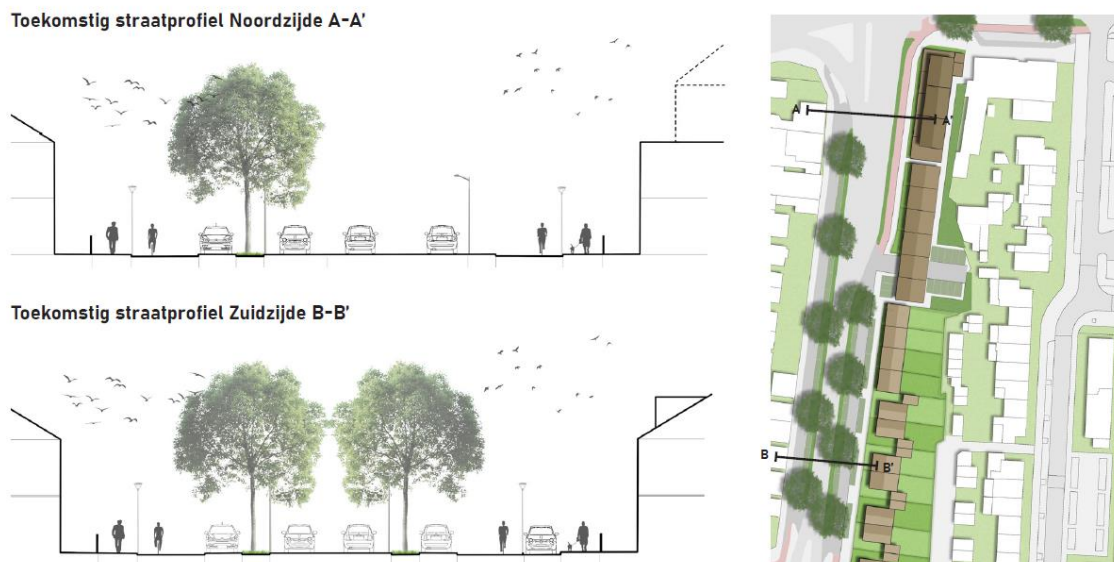 Toekomstig straatprofiel Noordzijde A-A'
Toekomstig straatprofiel Zuidzijde B-B'
A
A'
B
B'